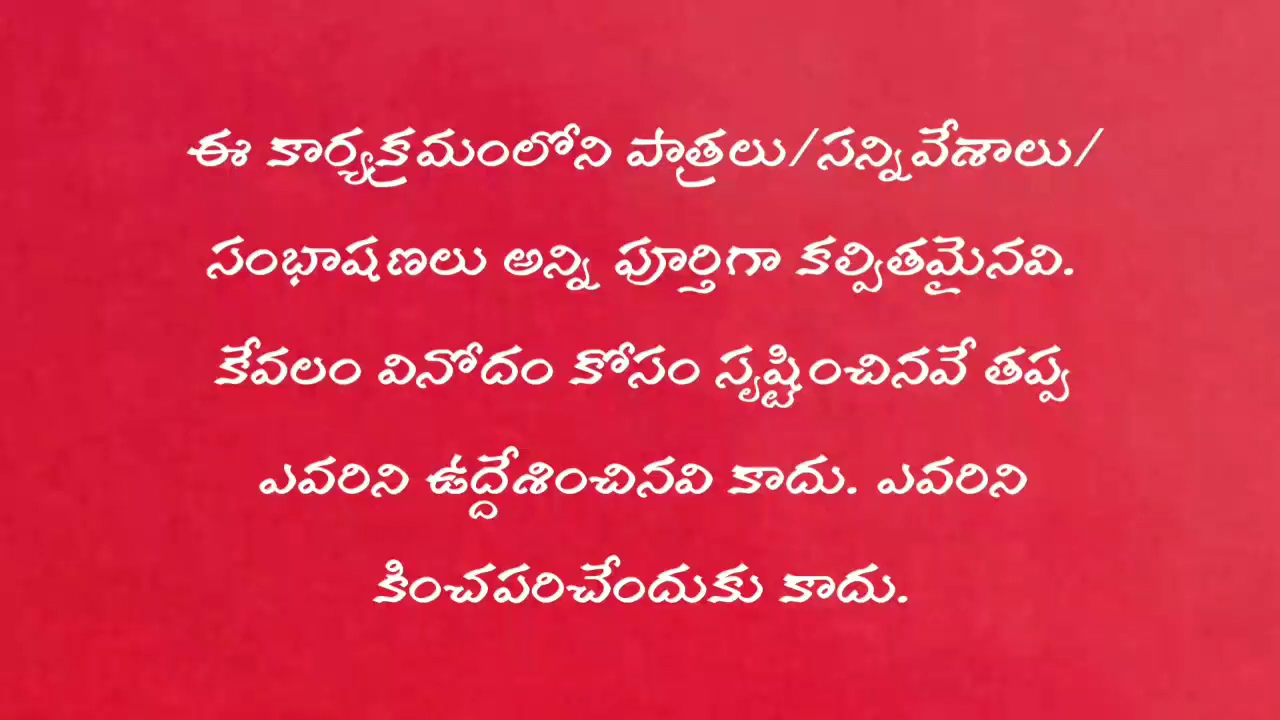 ఈ కార్యక్రమంలోని పాత్రలు/సన్నివేశాలు/
సంభాషణలు అన్ని పూర్తిగా కల్పితమైనవి.
కేవలం వినోదం కోసం సృష్టించినవే తప్ప
ఎవరిని ఉద్దేశించినవి కాదు. ఎవరిని
కించపరిచేందుకు కాదు.